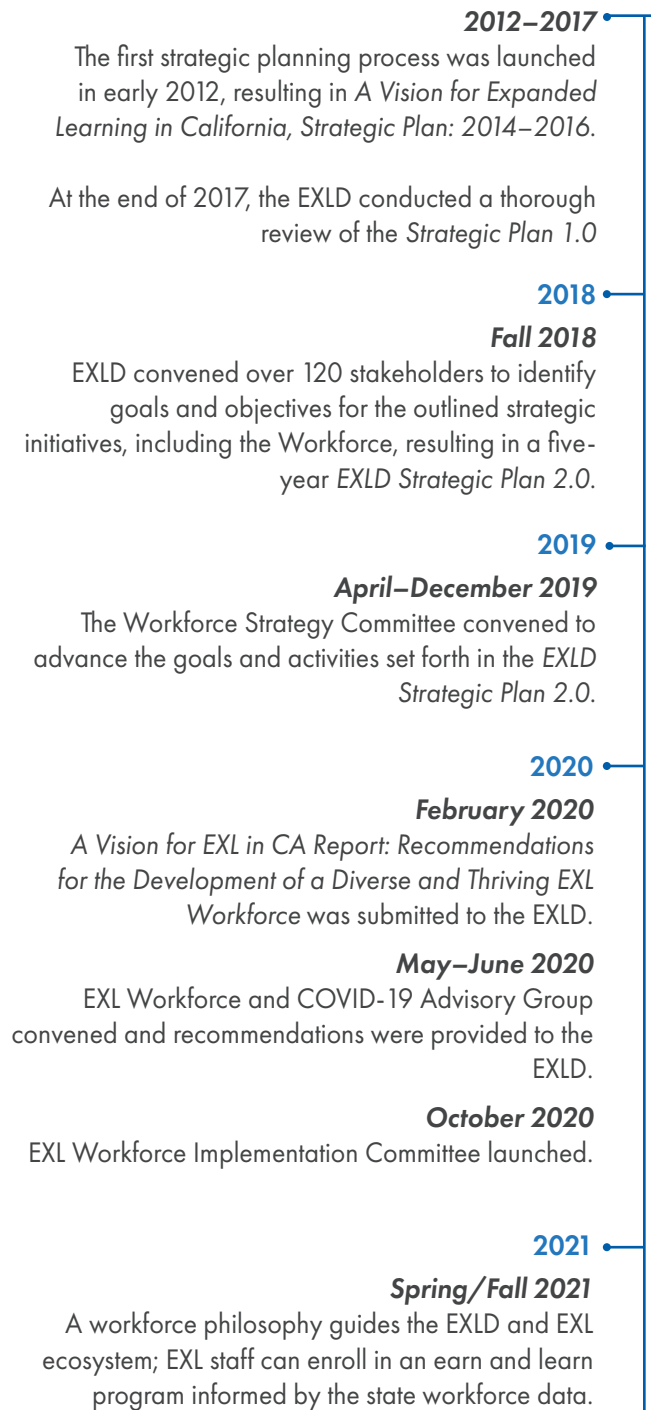 2012–2017
The first strategic planning process was launched
in early 2012, resulting in A Vision for Expanded
Learning in California, Strategic Plan: 2014–2016.
At the end of 2017, the EXLD conducted a thorough
review of the Strategic Plan 1.0
2018
Fall 2018
EXLD convened over 120 stakeholders to identify
goals and objectives for the outlined strategic
initiatives, including the Workforce, resulting in a five-
year EXLD Strategic Plan 2.0.
2019
April–December 2019
The Workforce Strategy Committee convened to
advance the goals and activities set forth in the EXLD
Strategic Plan 2.0.
2020
February 2020
A Vision for EXL in CA Report: Recommendations
for the Development of a Diverse and Thriving EXL
Workforce was submitted to the EXLD.
May–June 2020
EXL Workforce and COVID-19 Advisory Group
convened and recommendations were provided to the
EXLD.
October 2020
EXL Workforce Implementation Committee launched.
2021
Spring/Fall 2021
A workforce philosophy guides the EXLD and EXL
ecosystem; EXL staff can enroll in an earn and learn
program informed by the state workforce data.